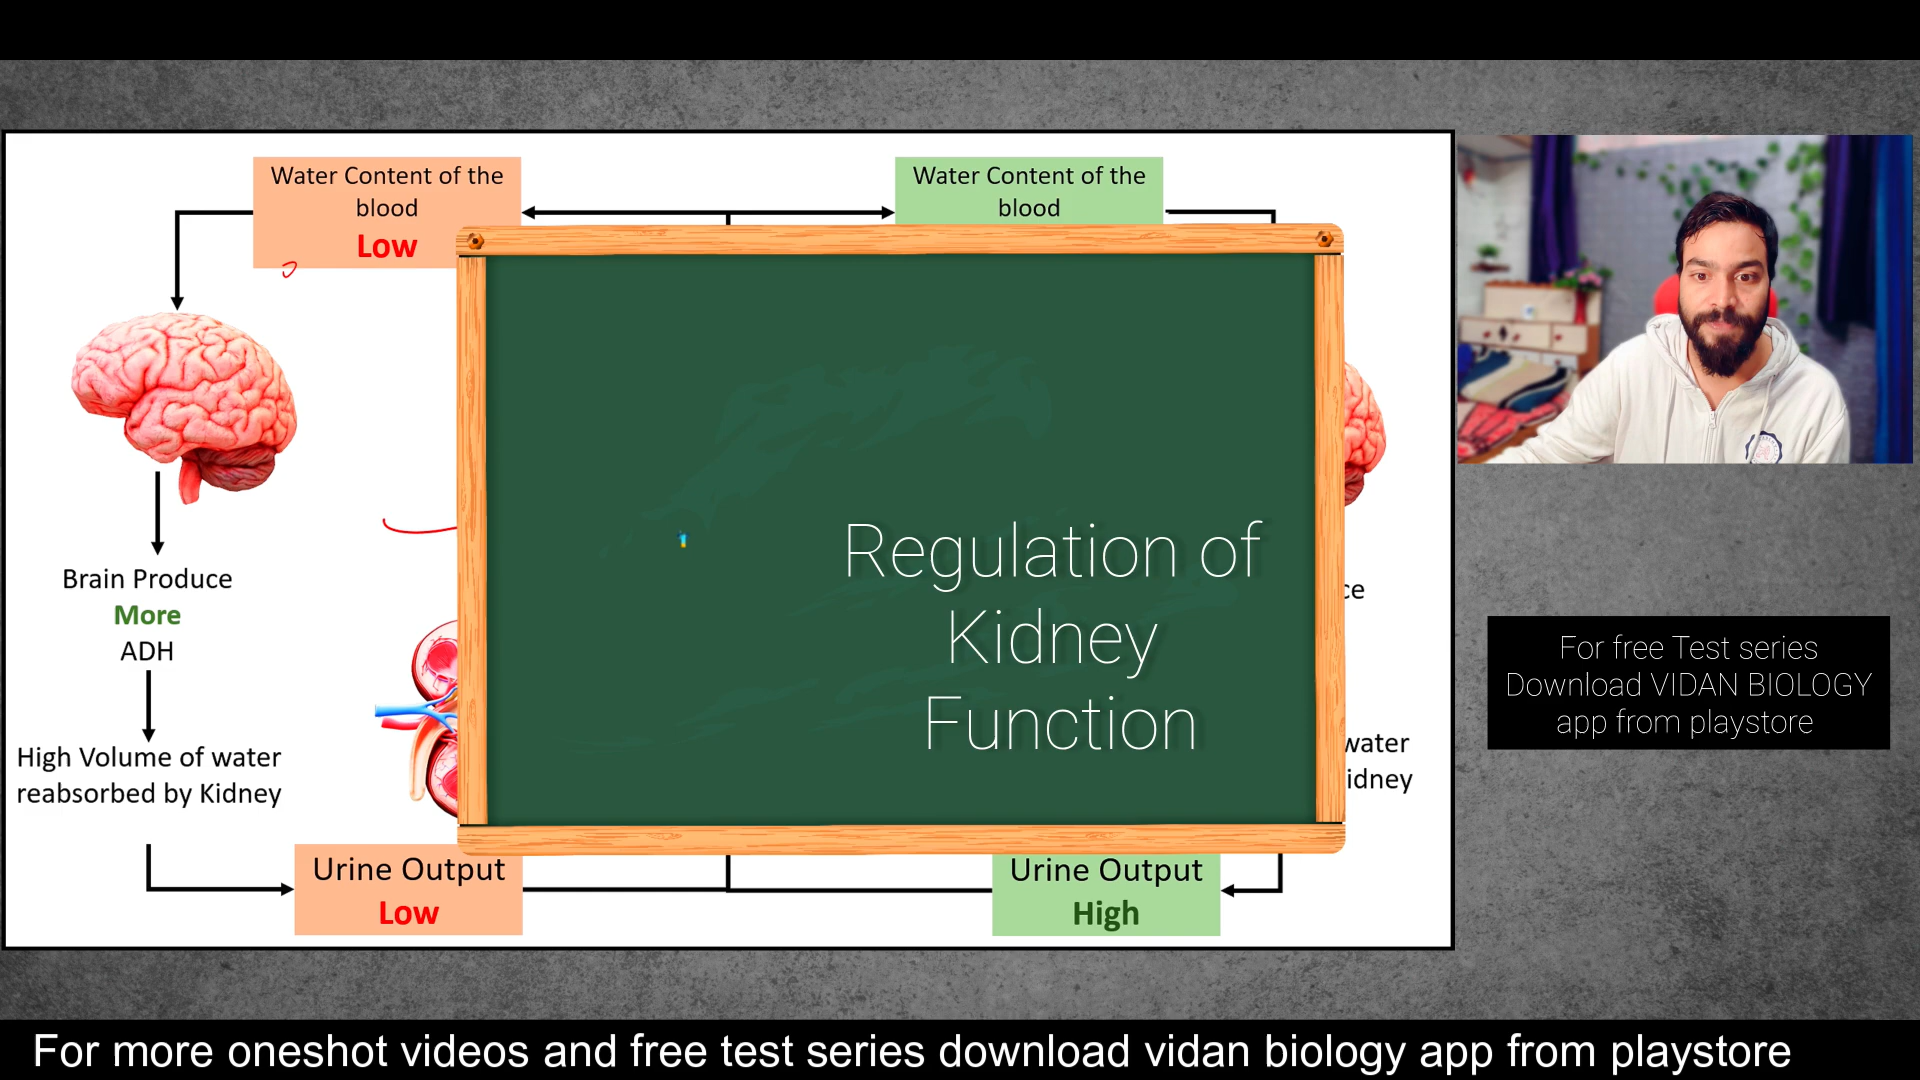 Water Content of the
blood
Low
Water Content of the
blood
Brain Produce
More
ADH
High Volume of water
reabsorbed by Kidney
Urine Output
Low
Regulation of
Kidney
Function
water
Urine Output
High
For free Test series
Download VIDAN BIOLOGY
app from playstore
For more oneshot videos and free test series download vidan biology app from playstore